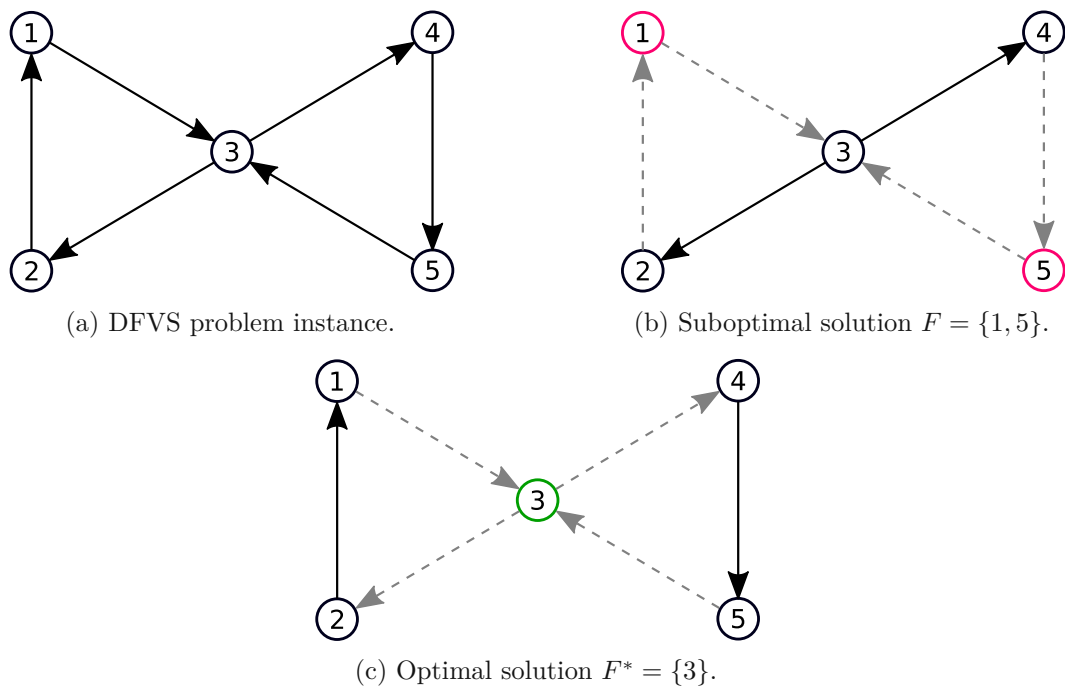 1 4 1 4
3 3
2 5 2 5
(a) DFVS problem instance. (b) Suboptimal solution F = {1, 5}.
1 4
3
2 5
(c) Optimal solution F* = {3}.